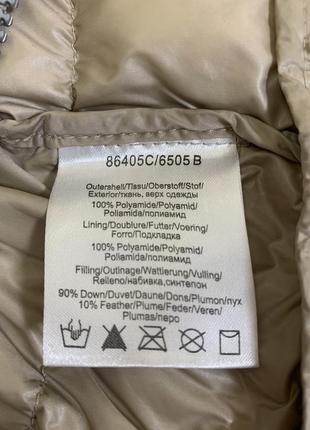 86405C/6505 B
Outershell/Tissu/Oberstoff/Stof/
Exterior/ткань, верх одежды
100% Polyamide/Polyamid/
Poliamida/полиамид
Lining/Doublure/Futter/Voering/
Forro/Подкладка
100% Polyamide/Polyamid/
Poliamida/полиамид
Filling/Outinage/Wattierung/Vulling/
Relleno/набивка,синтепон
90% Down/Duvet/Daune/Dons/Plumon/пух
10% Feather/Plume/Feder/Veren/
Plumas/перо